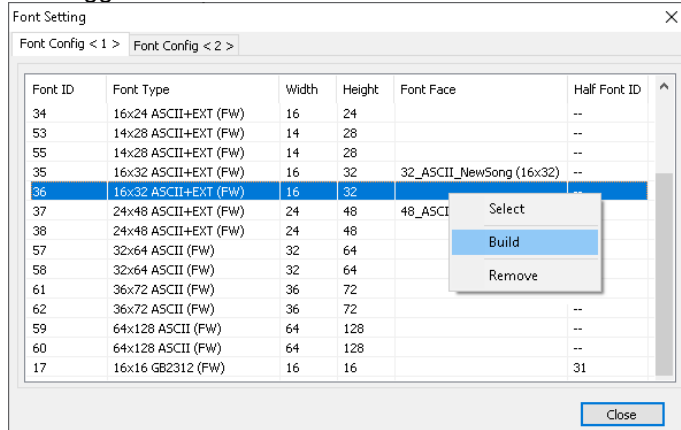 Font Setting
Font Config < 1 > Font Config < 2 >
Font ID Font Type Width Height Font Face Half Font ID
34 16x24 ASCII+EXT (FW) 16 24 --
53 14x28 ASCII+EXT (FW) 14 28 --
55 14x28 ASCII+EXT (FW) 14 28 --
35 16x32 ASCII+EXT (FW) 16 32 32_ASCII_NewSong (16x32) --
36 16x32 ASCII+EXT (FW) 16 32 --
37 24x48 ASCII+EXT (FW) 24 48 48_ASCI
38 24x48 ASCII+EXT (FW) 24 48
57 32x64 ASCII (FW) 32 64
58 32x64 ASCII (FW) 32 64
61 36x72 ASCII (FW) 36 72
62 36x72 ASCII (FW) 36 72 --
59 64x128 ASCII (FW) 64 128 --
60 64x128 ASCII (FW) 64 128 --
17 16x16 GB2312 (FW) 16 16 31
Select
Build
Remove
Close